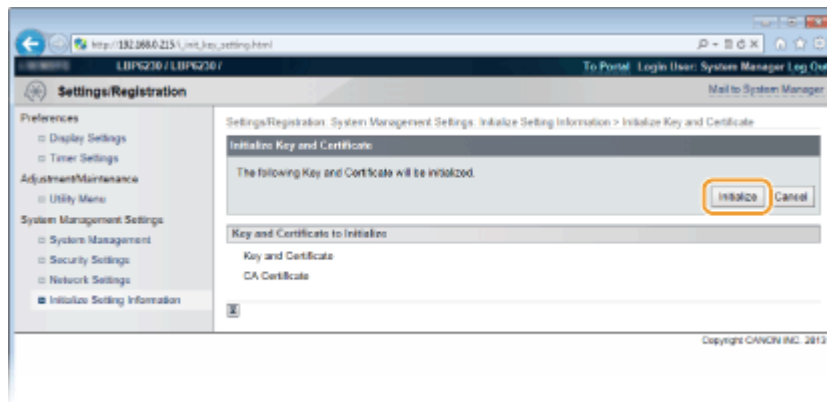 http://192.168.0.215/_init_key_setting.html
LBP6230 / LBP6230 /
To Portal Login User: System Manager Log Out
Settings/Registration
Mail to System Manager
Preferences
Display Settings
Timer Settings
Adjustment/Maintenance
Utility Menu
System Management Settings
System Management
Security Settings
Network Settings
Initialize Setting Information
Settings/Registration: System Management Settings: Initialize Setting Information > Initialize Key and Certificate
Initialize Key and Certificate
The following Key and Certificate will be initialized.
Initialize
Cancel
Key and Certificate to Initialize
Key and Certificate
CA Certificate
Copyright CANON INC. 2013